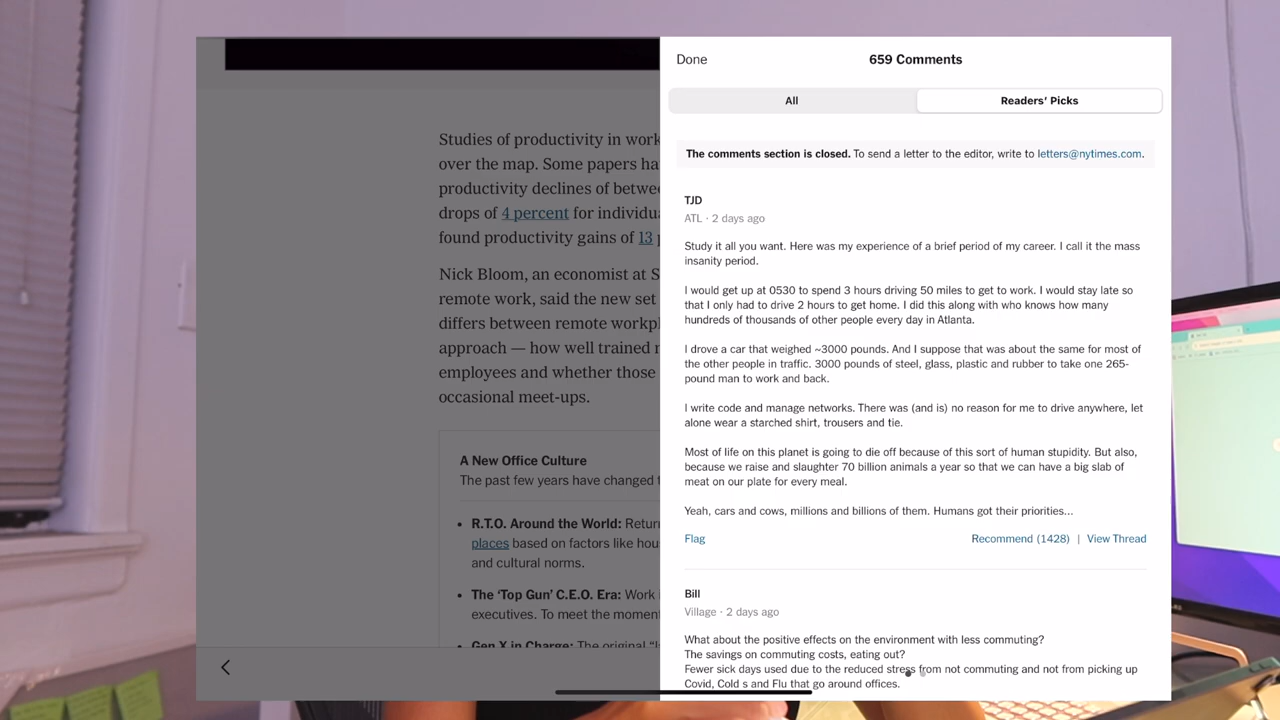 Done
659 Comments
All
Readers' Picks
The comments section is closed. To send a letter to the editor, write to letters@nytimes.com.
TJD
ATL · 2 days ago
Study it all you want. Here was my experience of a brief period of my career. I call it the mass
insanity period.
I would get up at 0530 to spend 3 hours driving 50 miles to get to work. I would stay late so
that I only had to drive 2 hours to get home. I did this along with who knows how many
hundreds of thousands of other people every day in Atlanta.
I drove a car that weighed ~3000 pounds. And I suppose that was about the same for most of
the other people in traffic. 3000 pounds of steel, glass, plastic and rubber to take one 265-
pound man to work and back.
I write code and manage networks. There was (and is) no reason for me to drive anywhere, let
alone wear a starched shirt, trousers and tie.
Most of life on this planet is going to die off because of this sort of human stupidity. But also,
because we raise and slaughter 70 billion animals a year so that we can have a big slab of
meat on our plate for every meal.
Yeah, cars and cows, millions and billions of them. Humans got their priorities...
Flag
Recommend (1428) | View Thread
Bill
Village · 2 days ago
What about the positive effects on the environment with less commuting?
The savings on commuting costs, eating out?
Fewer sick days used due to the reduced stress from not commuting and not from picking up
Covid, Cold s and Flu that go around offices.
Studies of productivity in work
over the map. Some papers ha
productivity declines of betwe
drops of 4 percent for individua
found productivity gains of 13
Nick Bloom, an economist at S
remote work, said the new set
differs between remote workpl
approach — how well trained
employees and whether those
occasional meet-ups.
A New Office Culture
The past few years have changed
R.T.O. Around the World: Retur
places based on factors like hou
and cultural norms.
The 'Top Gun' C.E.O. Era: Work
executives. To meet the momen
Gen X in Charge: The original